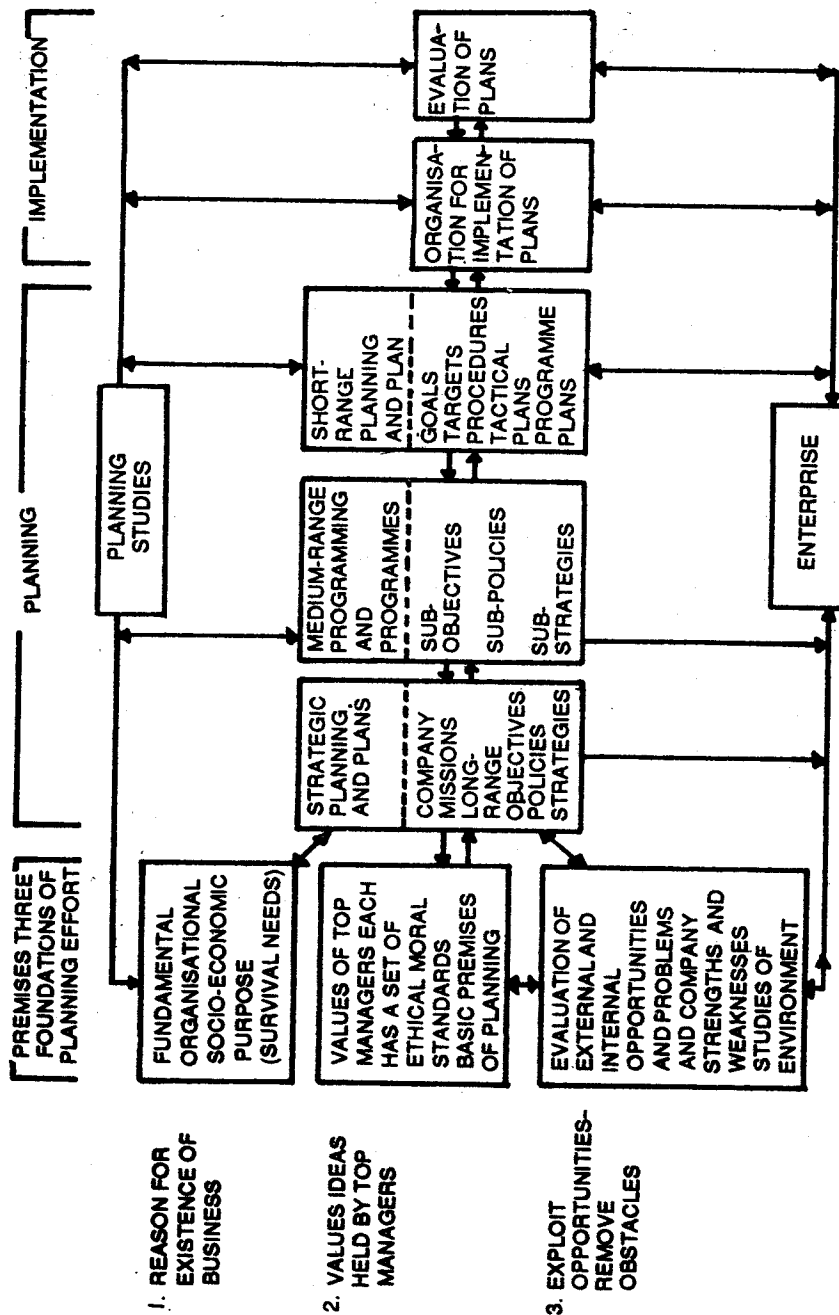 PREMISES THREE
FOUNDATIONS OF
PLANNING EFFORT
PLANNING
IMPLEMENTATION
1. REASON FOR
EXISTENCE OF
BUSINESS
2. VALUES IDEAS
HELD BY TOP
MANAGERS
3. EXPLOIT
OPPORTUNITIES-
REMOVE
OBSTACLES
FUNDAMENTAL
ORGANISATIONAL
SOCIO-ECONOMIC
PURPOSE
(SURVIVAL NEEDS)
VALUES OF TOP
MANAGERS EACH
HAS A SET OF
ETHICAL MORAL
STANDARDS
BASIC PREMISES
OF PLANNING
EVALUATION OF
EXTERNAL AND
INTERNAL
OPPORTUNITIES
AND PROBLEMS
AND COMPANY
STRENGTHS AND
WEAKNESSES
STUDIES OF
ENVIRONMENT
PLANNING
STUDIES
STRATEGIC
PLANNING,
AND PLANS
COMPANY
MISSIONS
LONG-
RANGE
OBJECTIVES
POLICIES
STRATEGIES
MEDIUM-RANGE
PROGRAMMING
AND
PROGRAMMES
SUB-
OBJECTIVES
SUB-POLICIES
SUB-
STRATEGIES
SHORT-
RANGE
PLANNING
AND PLAN
GOALS
TARGETS
PROCEDURES
TACTICAL
PLANS
PROGRAMME
PLANS
ORGANISA-
TION FOR
IMPLEMEN-
TATION OF
PLANS
EVALUA-
TION OF
PLANS
ENTERPRISE